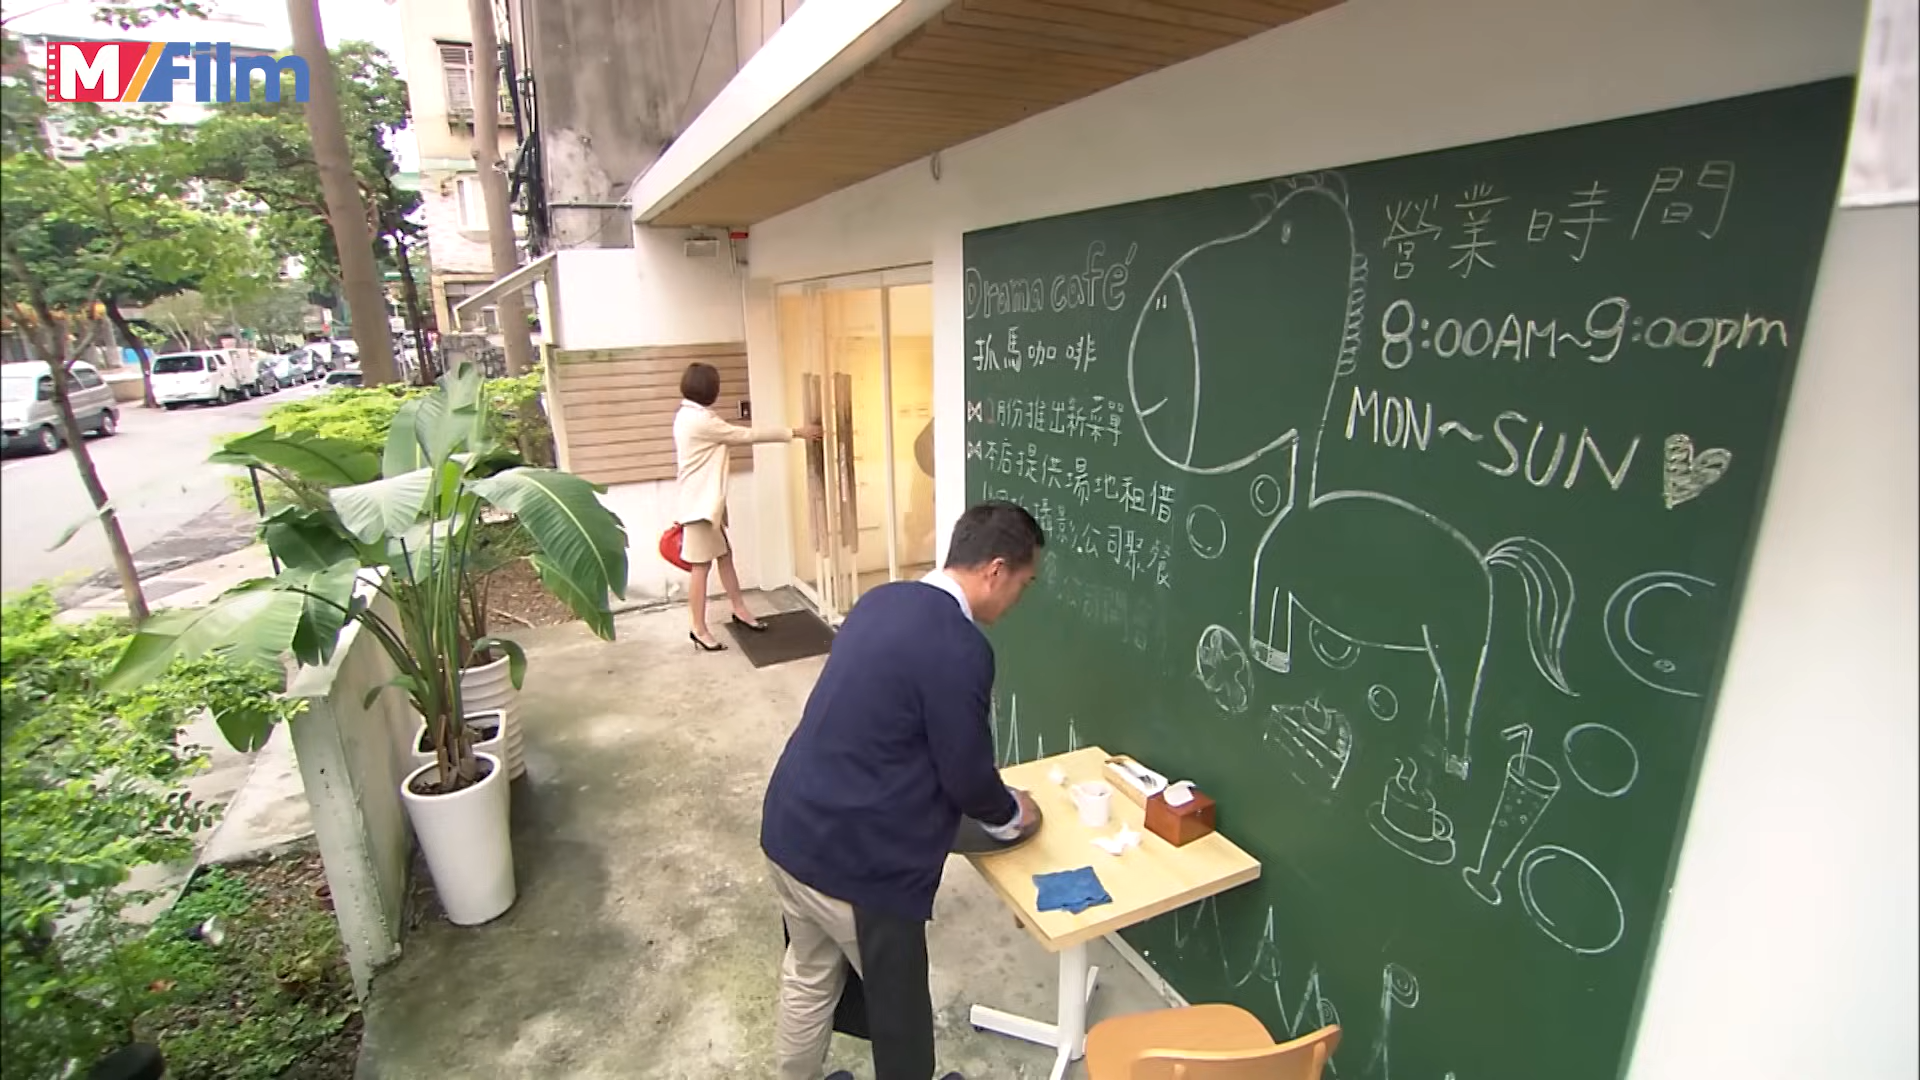 M Film
Drama café
抓馬咖啡
月份推出新菜單
本店提供場地租借
攝影公司聚餐
營業時間
8:00AM~9:00pm
MON~SUN